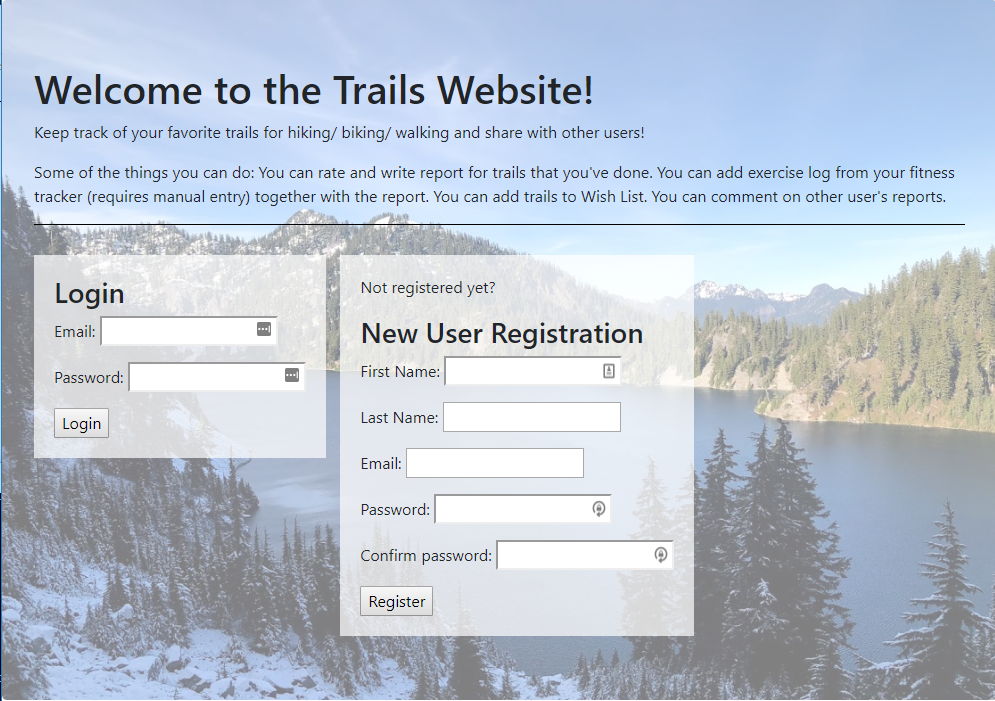 Welcome to the Trails Website!
Keep track of your favorite trails for hiking/ biking/ walking and share with other users!
Some of the things you can do: You can rate and write report for trails that you've done. You can add exercise log from your fitness
tracker (requires manual entry) together with the report. You can add trails to Wish List. You can comment on other user's reports.
Login
Email:
Password:
Login
Not registered yet?
New User Registration
First Name:
Last Name:
Email:
Password:
Confirm password:
Register